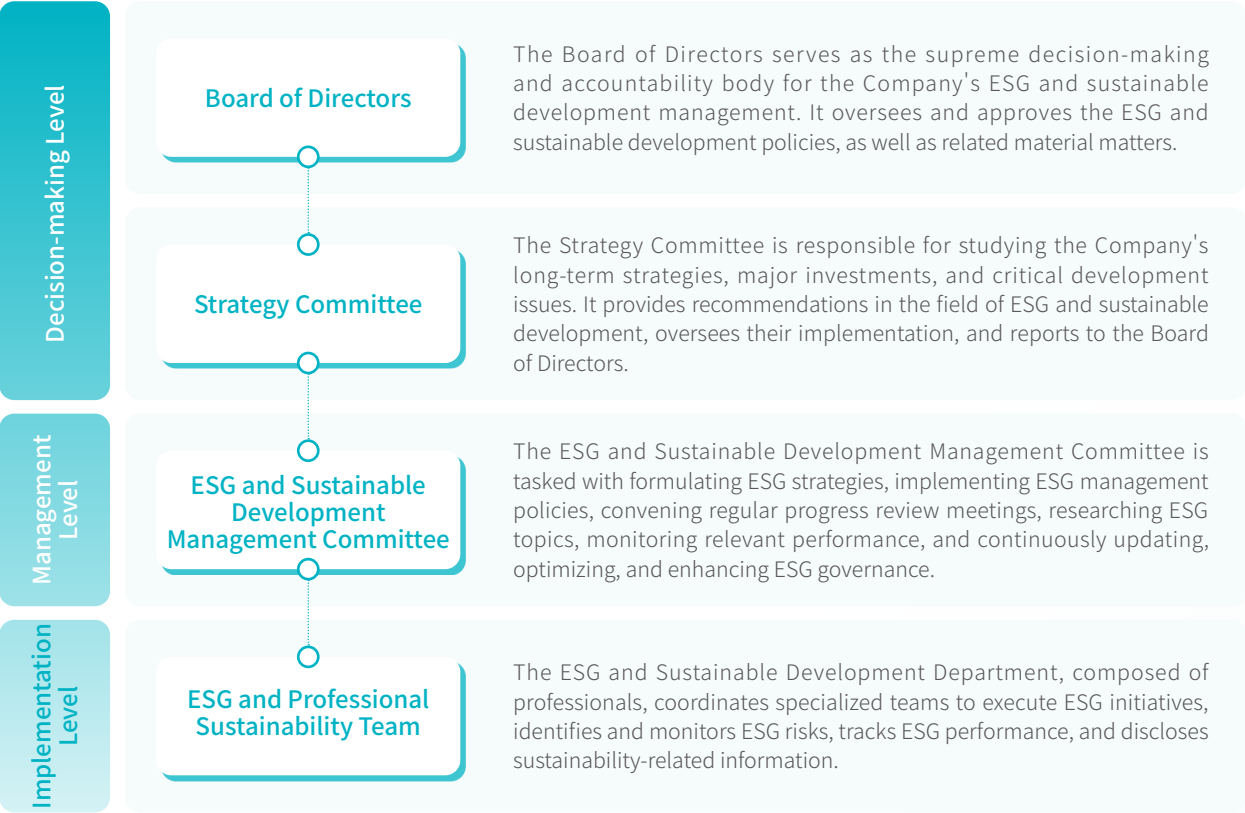 Decision-making Level
Board of Directors
The Board of Directors serves as the supreme decision-making
and accountability body for the Company's ESG and sustainable
development management. It oversees and approves the ESG and
sustainable development policies, as well as related material matters.
Strategy Committee
The Strategy Committee is responsible for studying the Company's
long-term strategies, major investments, and critical development
issues. It provides recommendations in the field of ESG and sustainable
development, oversees their implementation, and reports to the Board
of Directors.
Management
Level
ESG and Sustainable
Development
Management Committee
The ESG and Sustainable Development Management Committee is
tasked with formulating ESG strategies, implementing ESG management
policies, convening regular progress review meetings, researching ESG
topics, monitoring relevant performance, and continuously updating,
optimizing, and enhancing ESG governance.
Implementation
Level
ESG and Professional
Sustainability Team
The ESG and Sustainable Development Department, composed of
professionals, coordinates specialized teams to execute ESG initiatives,
identifies and monitors ESG risks, tracks ESG performance, and discloses
sustainability-related information.